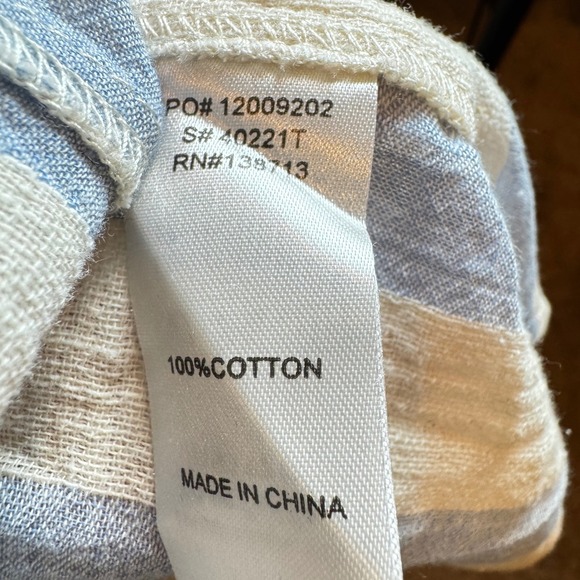 PO# 12009202
S# 40221T
RN#138713
100%COTTON
MADE IN CHINA